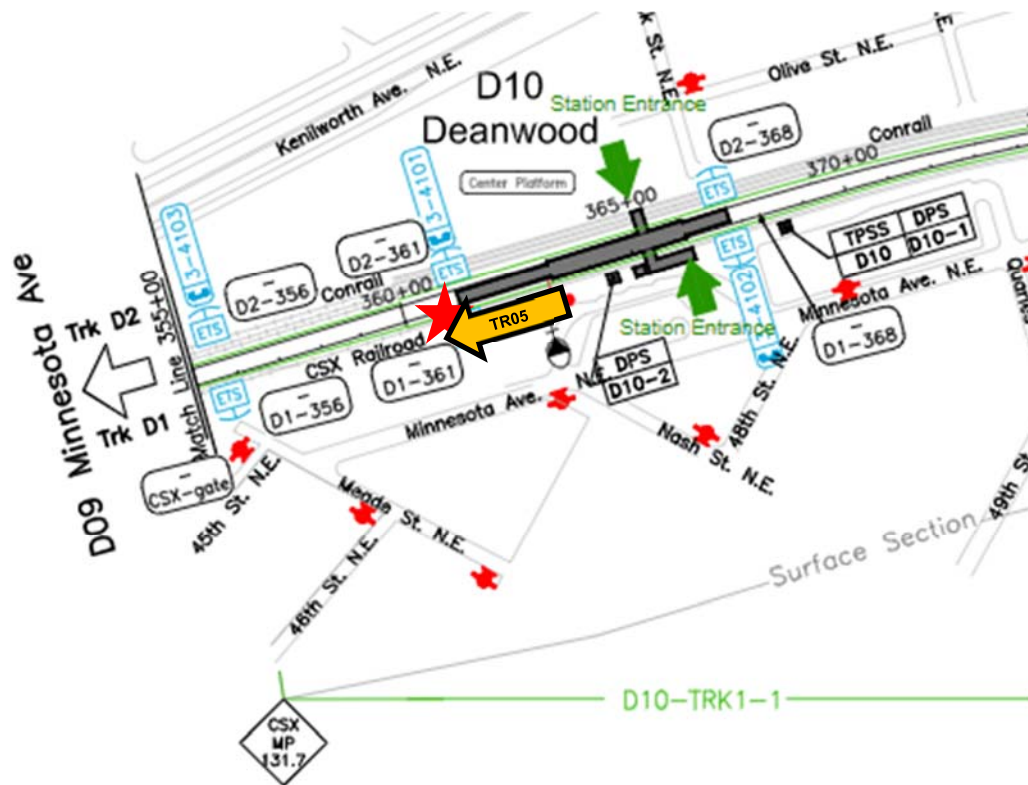 Kenilworth Ave. N.E.
D10
Deanwood
Station Entrance
k St. N.E.
Olive St. N.E.
E.
D2-368
Conrail
370+00
Center Platform
365+00
3-4101
3-4103
D2-361
D2-356
Conrail
360+00
ETS
ETS
ETS
ETS
TPSS DPS
D10 D10-1
Minnesota Ave. N.E.
D09 Minnesota Ave
Trk D2
Trk D1
Match Line 355+00
TR05
CSX Railroad
Station Entrance
3-4102
D1-368
D1-361
D1-356
ETS
DPS
D10-2
Minnesota Ave. N.E.
48th St. N.E.
Nash St. N.E.
CSX-gate
45th St. N.E.
Meade St. N.E.
46th St. N.E.
49th St. N.E.
Surface Section
D10-TRK1-1
CSX
MP
131.7